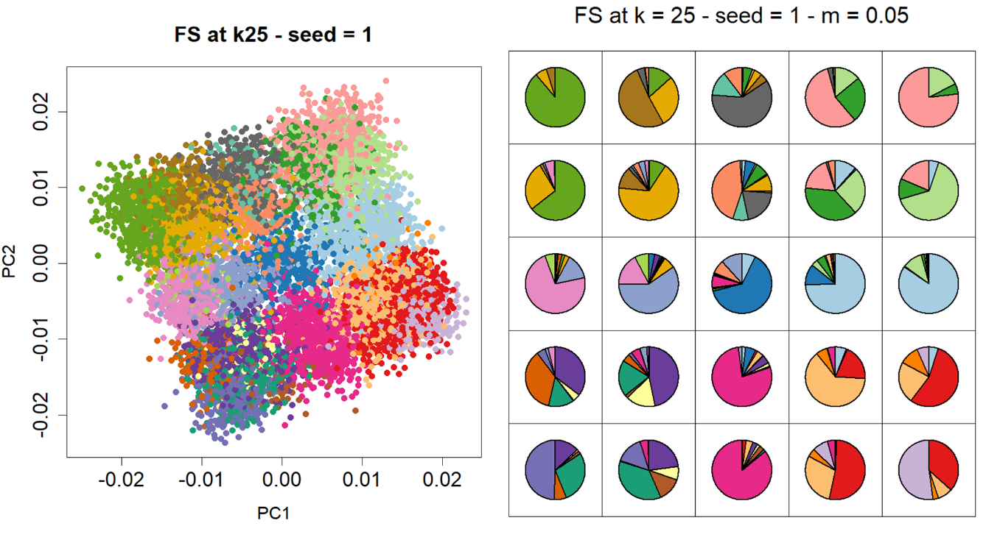 FS at k = 25 - seed = 1 - m = 0.05
FS at k25 - seed = 1
0.02
0.01
0.00
-0.01
-0.02
PC2
-0.02 -0.01 0.00 0.01 0.02
PC1